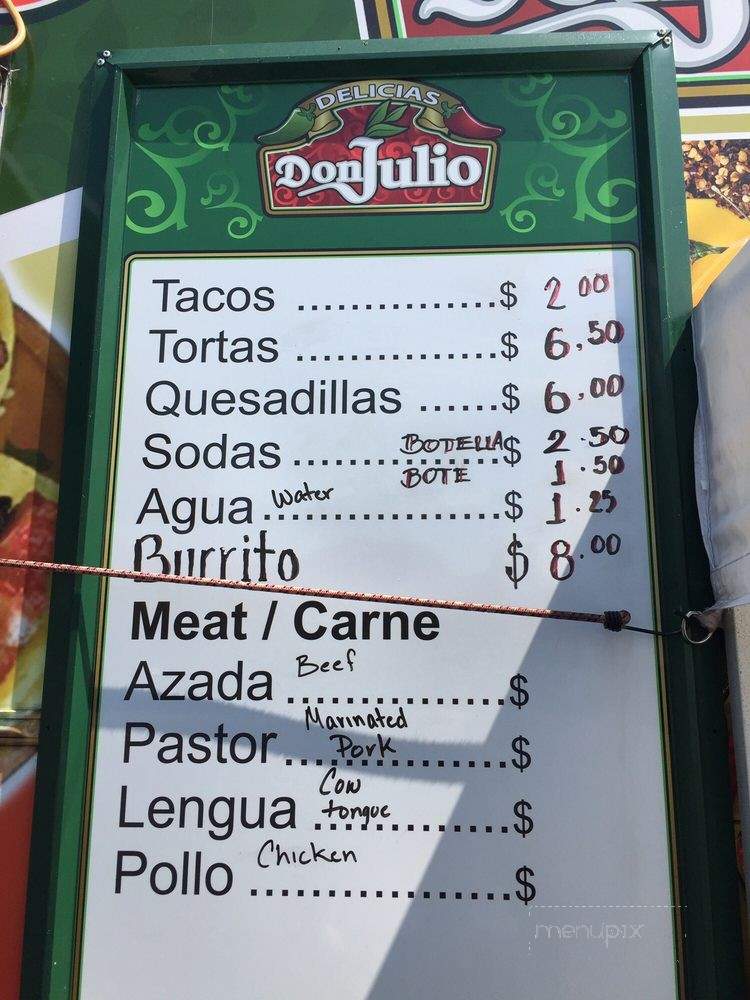 DELICIAS
Don Julio
Tacos ...............$ 2 00
Tortas ...............$ 6.50
Quesadillas ......$ 6.00
Sodas ............... BOTELLA $ 2.50
BOTE 1.50
Agua Water ..................$ 1.25
Burrito $ 8.00
Meat / Carne
Azada Beef ................$
Pastor Marinated Pork ................$
Lengua Cow tongue ..............$
Pollo Chicken ...................$
menupix